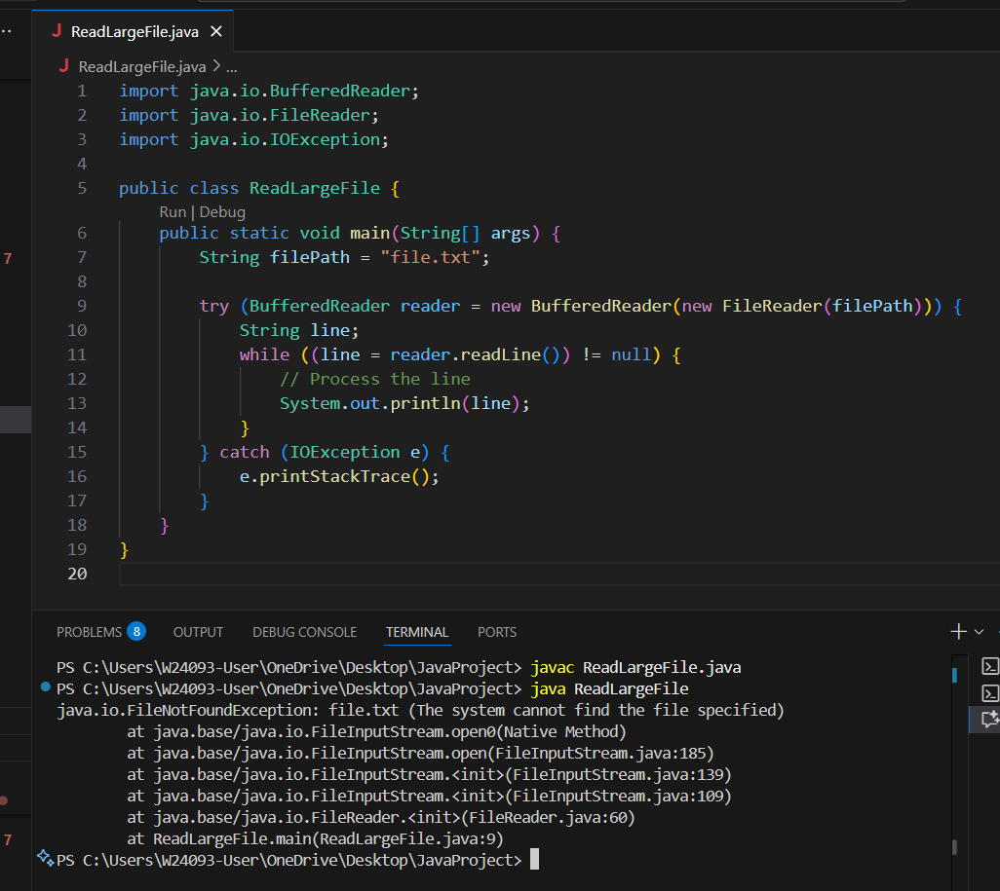 J ReadLargeFile.java ×
J ReadLargeFile.java > ...
1 import java.io.BufferedReader;
2 import java.io.FileReader;
3 import java.io.IOException;
4
5 public class ReadLargeFile {
Run | Debug
6 public static void main(String[] args) {
7 String filePath = "file.txt";
8
9 try (BufferedReader reader = new BufferedReader(new FileReader(filePath))) {
10 String line;
11 while ((line = reader.readLine()) != null) {
12 // Process the line
13 System.out.println(line);
14 }
15 } catch (IOException e) {
16 e.printStackTrace();
17 }
18 }
19 }
20
7
7
PROBLEMS 8 OUTPUT DEBUG CONSOLE TERMINAL PORTS
PS C:\Users\W24093-User\OneDrive\Desktop\JavaProject> javac ReadLargeFile.java
PS C:\Users\W24093-User\OneDrive\Desktop\JavaProject> java ReadLargeFile
java.io.FileNotFoundException: file.txt (The system cannot find the file specified)
at java.base/java.io.FileInputStream.open0(Native Method)
at java.base/java.io.FileInputStream.open(FileInputStream.java:185)
at java.base/java.io.FileInputStream.<init>(FileInputStream.java:139)
at java.base/java.io.FileInputStream.<init>(FileInputStream.java:109)
at java.base/java.io.FileReader.<init>(FileReader.java:60)
at ReadLargeFile.main(ReadLargeFile.java:9)
PS C:\Users\W24093-User\OneDrive\Desktop\JavaProject>